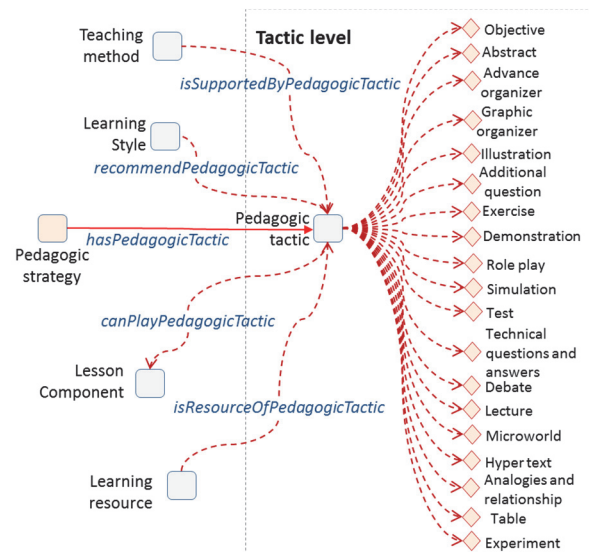 Teaching
method
Tactic level
isSupportedByPedagogicTactic
Learning
Style
recommendPedagogicTactic
Pedagogic
tactic
hasPedagogicTactic
Pedagogic
strategy
canPlayPedagogicTactic
Lesson
Component
isResourceOfPedagogicTactic
Learning
resource
Objective
Abstract
Advance
organizer
Graphic
organizer
Illustration
Additional
question
Exercise
Demonstration
Role play
Simulation
Test
Technical
questions and
answers
Debate
Lecture
Microworld
Hyper text
Analogies and
relationship
Table
Experiment